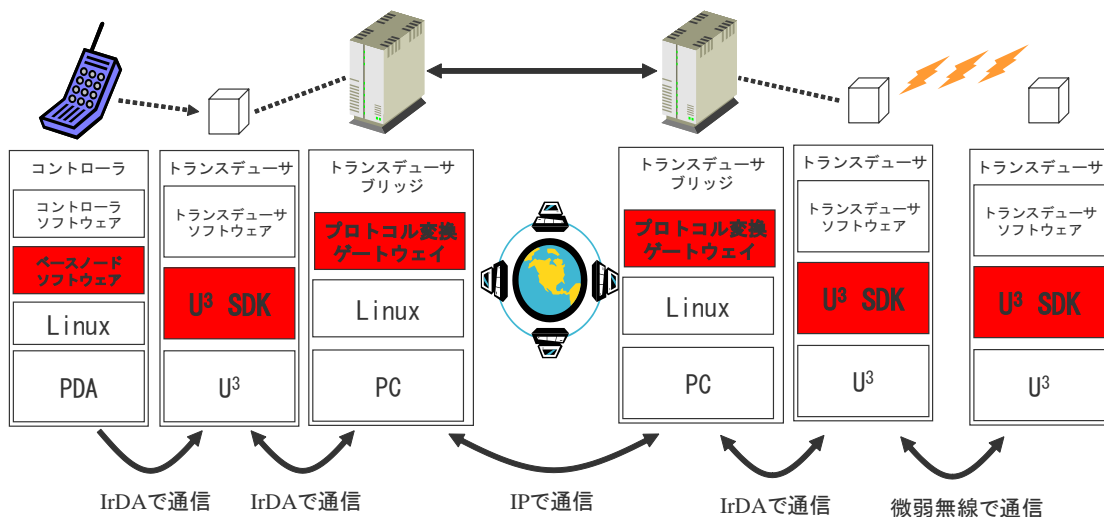 コントローラ
コントローラ
ソフトウェア
ベースノード
ソフトウェア
Linux
PDA
トランスデューサ
トランスデューサ
ソフトウェア
U³ SDK
U³
トランスデューサ
ブリッジ
プロトコル変換
ゲートウェイ
Linux
PC
トランスデューサ
ブリッジ
プロトコル変換
ゲートウェイ
Linux
PC
トランスデューサ
トランスデューサ
ソフトウェア
U³ SDK
U³
トランスデューサ
トランスデューサ
ソフトウェア
U³ SDK
U³
IrDAで通信
IrDAで通信
IPで通信
IrDAで通信
微弱無線で通信